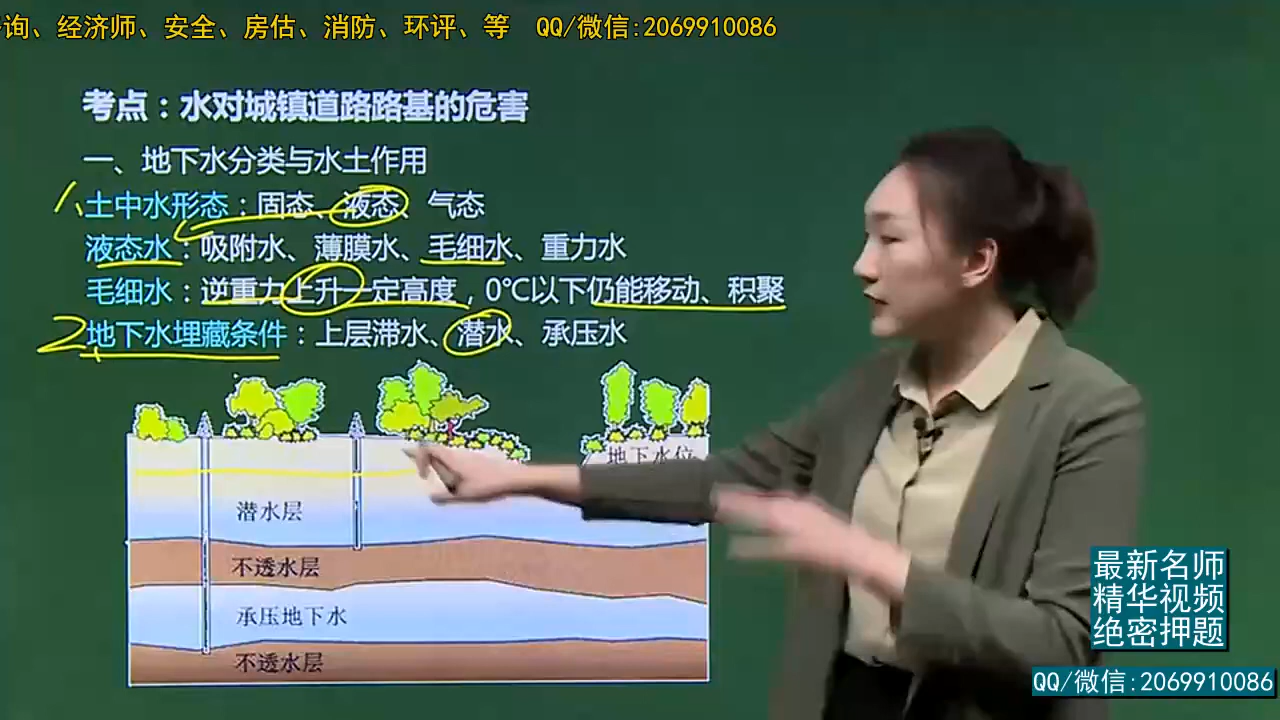 询、经济师、安全、房估、消防、环评、等 QQ/微信:2069910086
考点：水对城镇道路路基的危害
一、地下水分类与水土作用
1、土中水形态：固态、液态、气态
液态水：吸附水、薄膜水、毛细水、重力水
毛细水：逆重力上升一定高度，0℃以下仍能移动、积聚
2 地下水埋藏条件：上层滞水、潜水、承压水
地下水位
潜水层
不透水层
承压地下水
不透水层
最新名师
精华视频
绝密押题
QQ/微信:2069910086